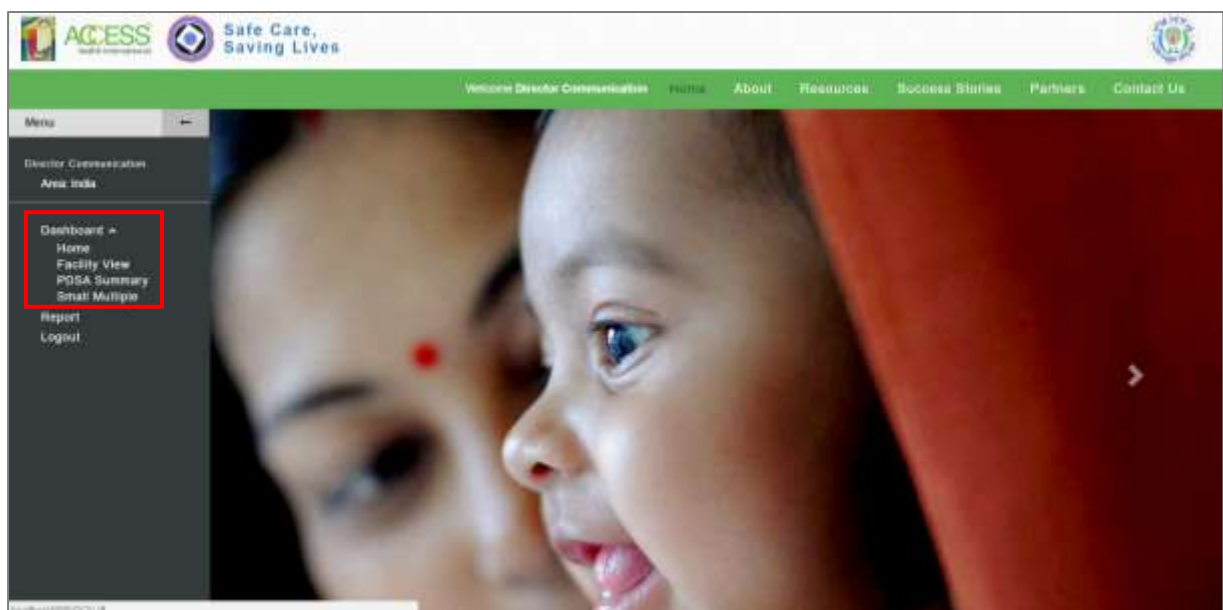 ACCESS
Safe Care,
Saving Lives
Welcome Director Communication Home About Resources Success Stories Partners Contact Us
Menu ←
Director Communication
Area: India
Dashboard
Home
Facility View
PDSA Summary
Small Multiple
Report
Logout